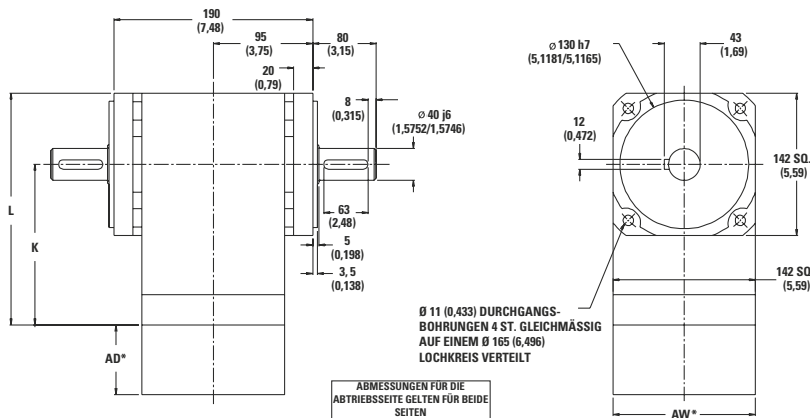 190
(7,48)
95
(3,75)
80
(3,15)
20
(0,79)
8
(0,315)
Ø 40 j6
(1,5752/1,5746)
63
(2,48)
5
(0,198)
3, 5
(0,138)
L
K
AD*
Ø 130 h7
(5,1181/5,1165)
43
(1,69)
12
(0,472)
142 SQ.
(5,59)
142 SQ
(5,59)
Ø 11 (0,433) DURCHGANGS-
BOHRUNGEN 4 ST. GLEICHMÄSSIG
AUF EINEM Ø 165 (6,496)
LOCHKREIS VERTEILT
ABMESSUNGEN FÜR DIE
ABTRIEBSSEITE GELTEN FÜR BEIDE
SEITEN
AW*